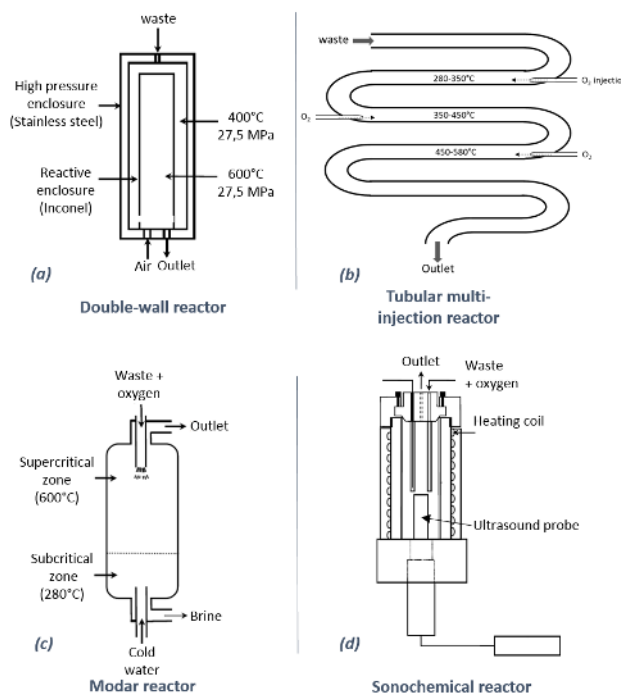 waste
High pressure
enclosure
(Stainless steel)
400°C
27,5 MPa
Reactive
enclosure
(Inconel)
600°C
27,5 MPa
Air Outlet
(a)
Double-wall reactor
waste
280-350°C
O2 injectio
O2
350-450°C
450-580°C
O2
Outlet
(b)
Tubular multi-
injection reactor
Waste +
oxygen
Outlet
Supercritical
zone
(600°C)
Subcritical
zone
(280°C)
Brine
(c)
Cold
water
Modar reactor
Outlet
Waste
+ oxygen
Heating coil
Ultrasound probe
(d)
Sonochemical reactor